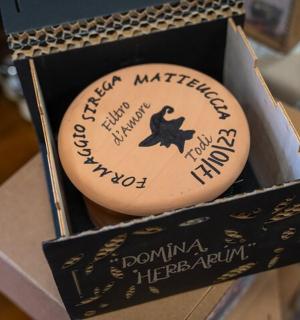 FORMAGGIO STREGA MATTEUCCIA
Filtro
d'Amore
Todi
17/10/23
"DOMINA
HERBARUM"